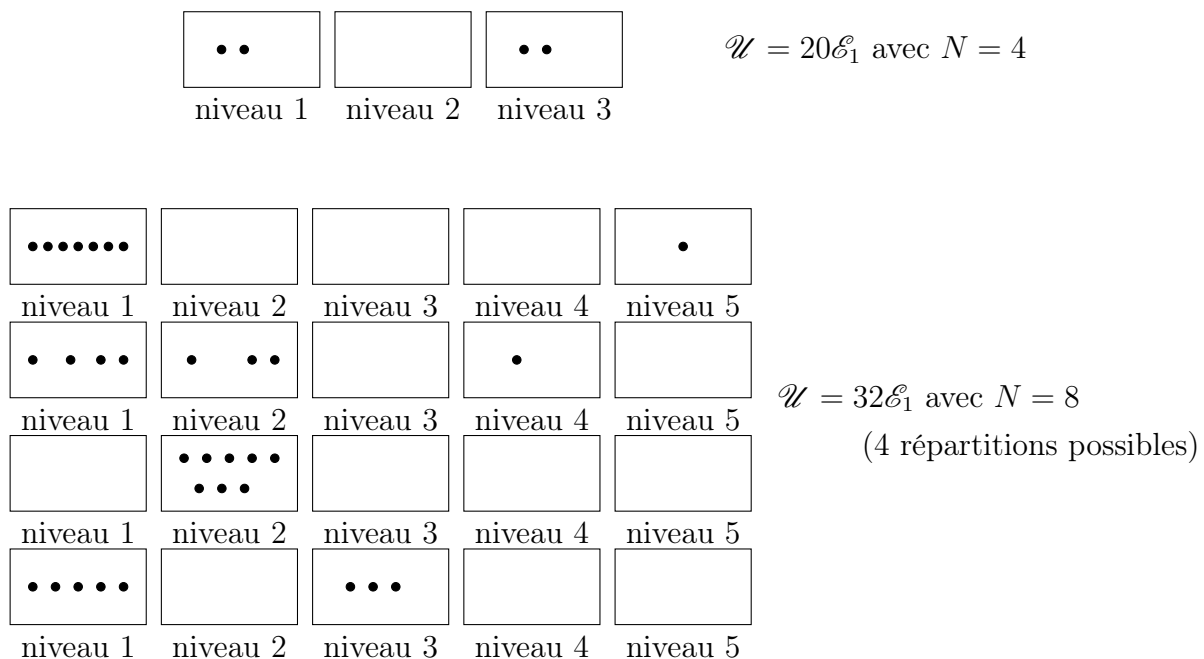 𝒰 = 20ℰ₁ avec N = 4
niveau 1 niveau 2 niveau 3
niveau 1 niveau 2 niveau 3 niveau 4 niveau 5
niveau 1 niveau 2 niveau 3 niveau 4 niveau 5
𝒰 = 32ℰ₁ avec N = 8
(4 répartitions possibles)
niveau 1 niveau 2 niveau 3 niveau 4 niveau 5
niveau 1 niveau 2 niveau 3 niveau 4 niveau 5